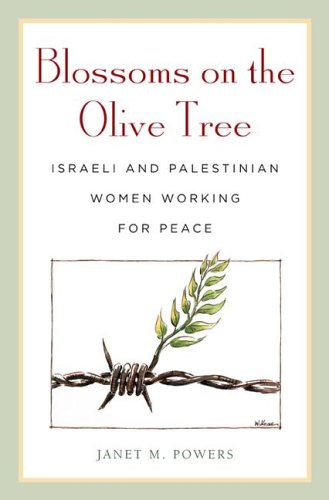 Blossoms on the
Olive Tree
ISRAELI AND PALESTINIAN
WOMEN WORKING
FOR PEACE
JANET M. POWERS